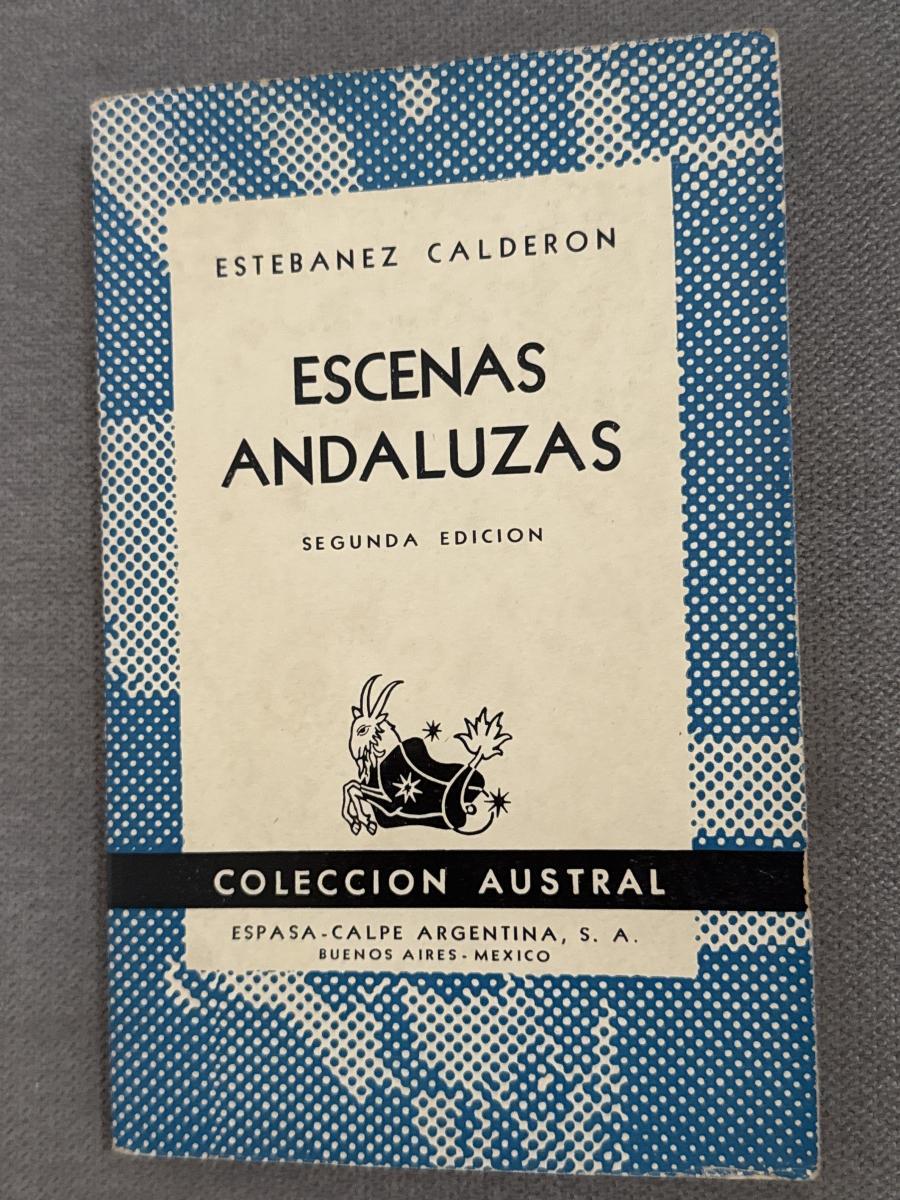 ESTEBANEZ CALDERON
ESCENAS
ANDALUZAS
SEGUNDA EDICION
COLECCION AUSTRAL
ESPASA-CALPE ARGENTINA, S. A.
BUENOS AIRES - MEXICO